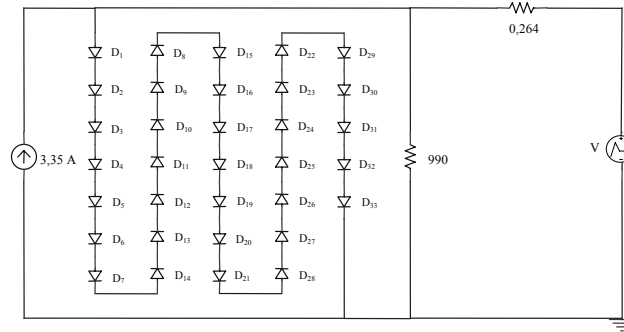 0,264
D1 D8 D15 D22 D29
D2 D9 D16 D23 D30
D3 D10 D17 D24 D31
3,35 A D4 D11 D18 D25 D32 990 V
D5 D12 D19 D26 D33
D6 D13 D20 D27
D7 D14 D21 D28